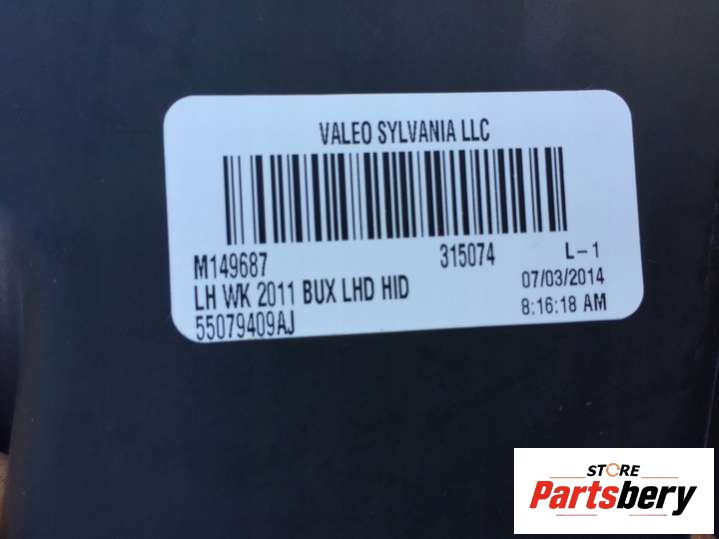 VALEO SYLVANIA LLC
M149687 315074 L-1
LH WK 2011 BUX LHD HID 07/03/2014
55079409AJ 8:16:18 AM
STORE
Partsbery